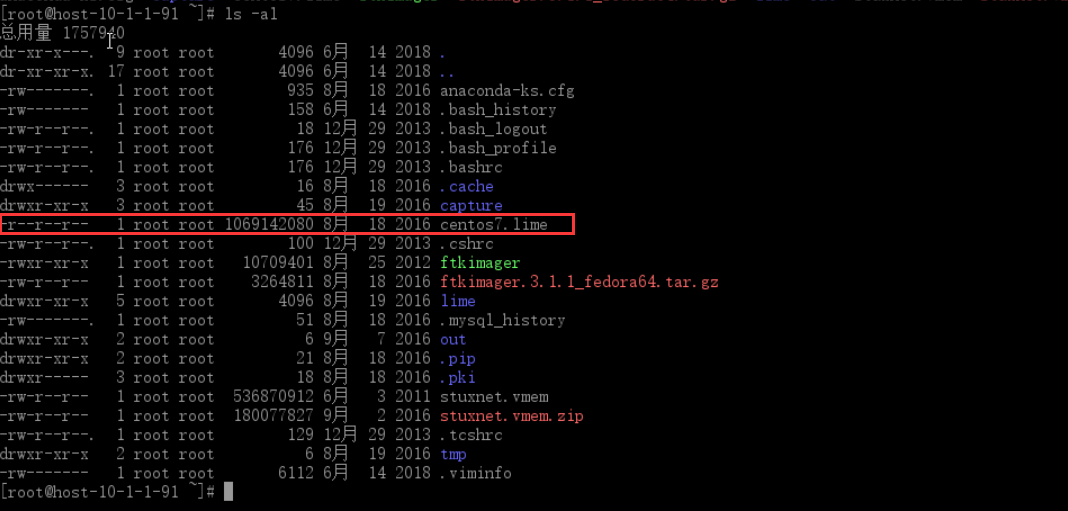 [root@host-10-1-1-91 ~]# ls -al
总用量 1757940
dr-xr-x---. 9 root root 4096 6月 14 2018 .
dr-xr-xr-x. 17 root root 4096 6月 14 2018 ..
-rw-------. 1 root root 935 8月 18 2016 anaconda-ks.cfg
-rw------- 1 root root 158 6月 14 2018 .bash_history
-rw-r--r--. 1 root root 18 12月 29 2013 .bash_logout
-rw-r--r--. 1 root root 176 12月 29 2013 .bash_profile
-rw-r--r--. 1 root root 176 12月 29 2013 .bashrc
drwx------ 3 root root 16 8月 18 2016 .cache
drwxr-xr-x 3 root root 45 8月 19 2016 capture
-r--r--r-- 1 root root 1069142080 8月 18 2016 centos7.lime
-rw-r--r--. 1 root root 100 12月 29 2013 .cshrc
-rwxr-xr-x 1 root root 10709401 8月 25 2012 ftkimager
-rw-r--r-- 1 root root 3264811 8月 18 2016 ftkimager.3.1.1_fedora64.tar.gz
drwxr-xr-x 5 root root 4096 8月 19 2016 lime
-rw-------. 1 root root 51 8月 18 2016 .mysql_history
drwxr-xr-x 2 root root 6 9月 7 2016 out
drwxr-xr-x 2 root root 21 8月 18 2016 .pip
drwxr----- 3 root root 18 8月 18 2016 .pki
-rw-r--r-- 1 root root 536870912 6月 3 2011 stuxnet.vmem
-rw-r--r-- 1 root root 180077827 9月 2 2016 stuxnet.vmem.zip
-rw-r--r--. 1 root root 129 12月 29 2013 .tcshrc
drwxr-xr-x 2 root root 6 8月 19 2016 tmp
-rw------- 1 root root 6112 6月 14 2018 .viminfo
[root@host-10-1-1-91 ~]#